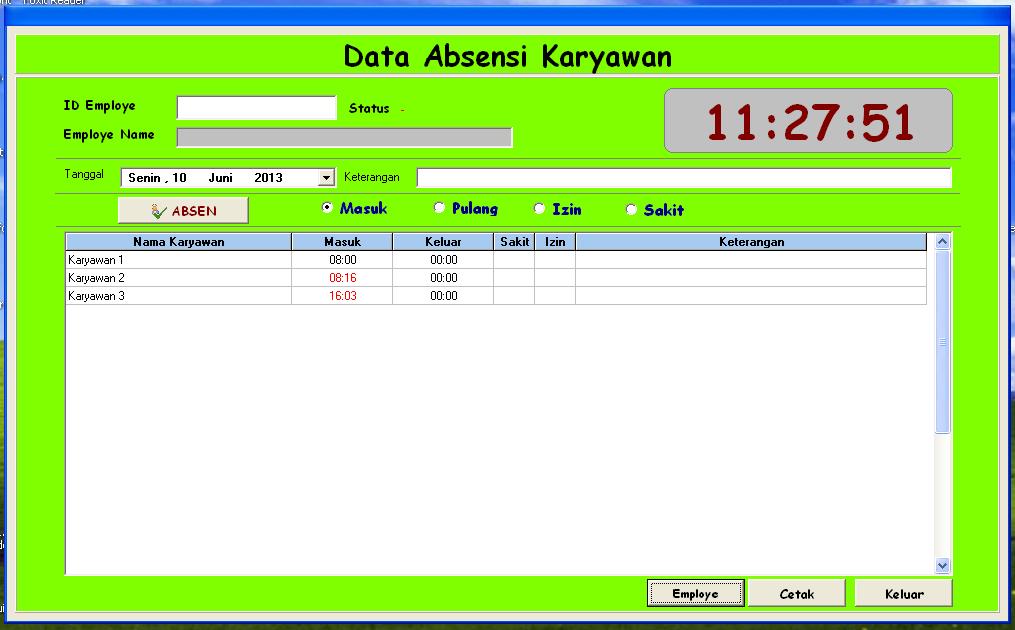 Foxit Reader
Data Absensi Karyawan
ID Employe Status -
Employe Name
11:27:51
Tanggal Senin , 10 Juni 2013 Keterangan
ABSEN Masuk Pulang Izin Sakit
Nama Karyawan Masuk Keluar Sakit Izin Keterangan
Karyawan 1 08:00 00:00
Karyawan 2 08:16 00:00
Karyawan 3 16:03 00:00
Employe Cetak Keluar